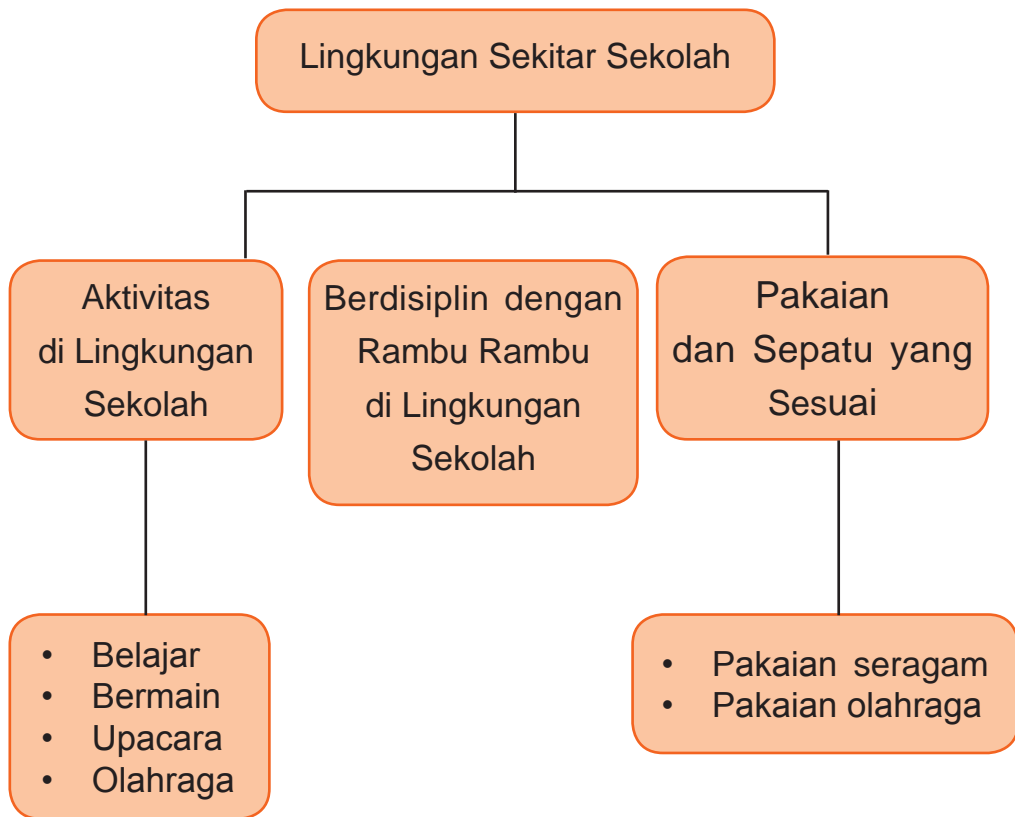 Lingkungan Sekitar Sekolah
Aktivitas
di Lingkungan
Sekolah
Berdisiplin dengan
Rambu Rambu
di Lingkungan
Sekolah
Pakaian
dan Sepatu yang
Sesuai
• Belajar
• Bermain
• Upacara
• Olahraga
• Pakaian seragam
• Pakaian olahraga